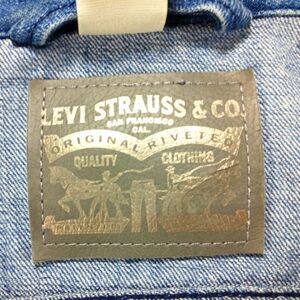 LEVI STRAUSS & CO.
SAN FRANCISCO
CAL.
ORIGINAL RIVETED
QUALITY CLOTHING